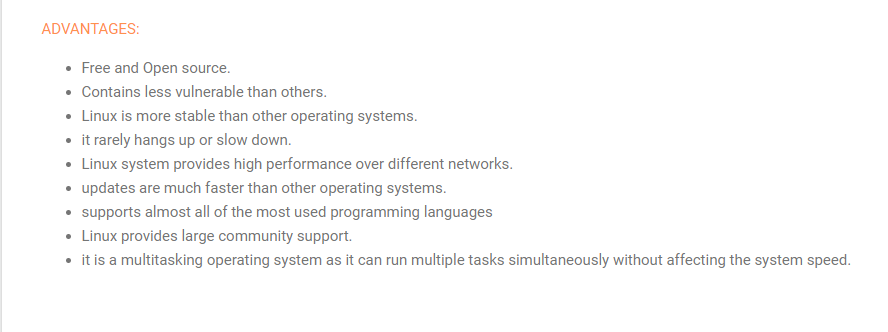 ADVANTAGES:
• Free and Open source.
• Contains less vulnerable than others.
• Linux is more stable than other operating systems.
• it rarely hangs up or slow down.
• Linux system provides high performance over different networks.
• updates are much faster than other operating systems.
• supports almost all of the most used programming languages
• Linux provides large community support.
• it is a multitasking operating system as it can run multiple tasks simultaneously without affecting the system speed.